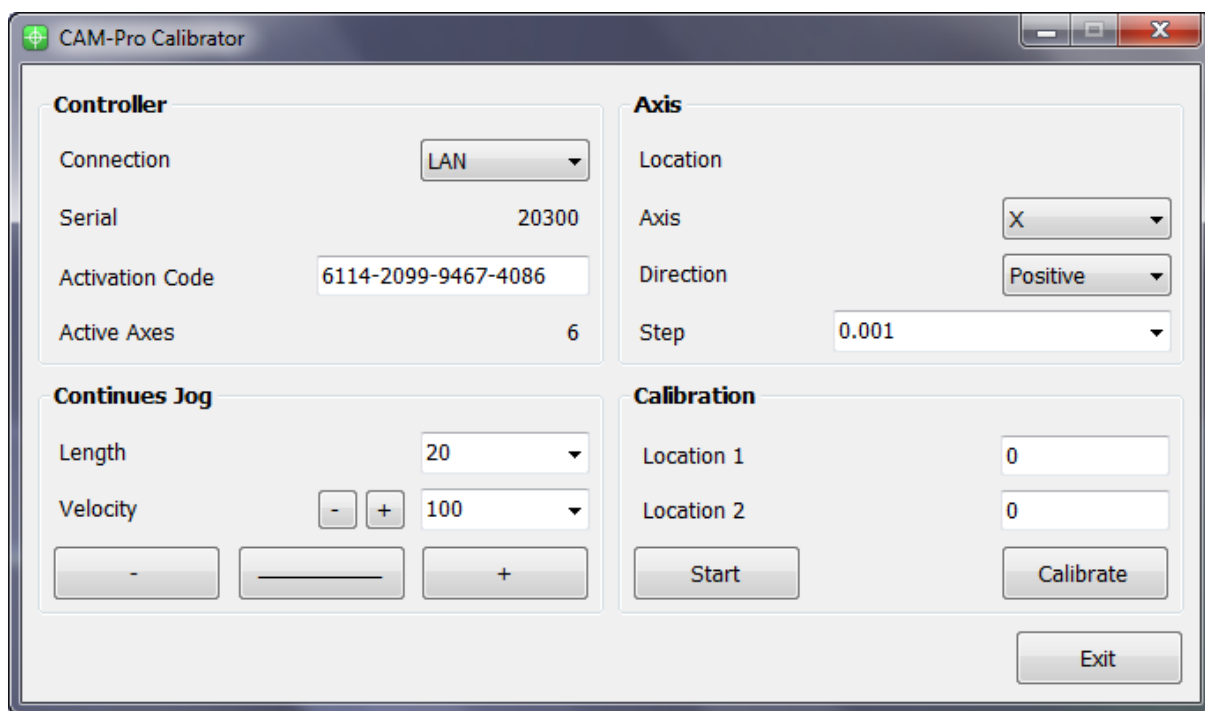 CAM-Pro Calibrator
Controller
Connection LAN
Serial 20300
Activation Code 6114-2099-9467-4086
Active Axes 6
Axis
Location
Axis X
Direction Positive
Step 0.001
Continues Jog
Length 20
Velocity - + 100
- +
Calibration
Location 1 0
Location 2 0
Start Calibrate
Exit